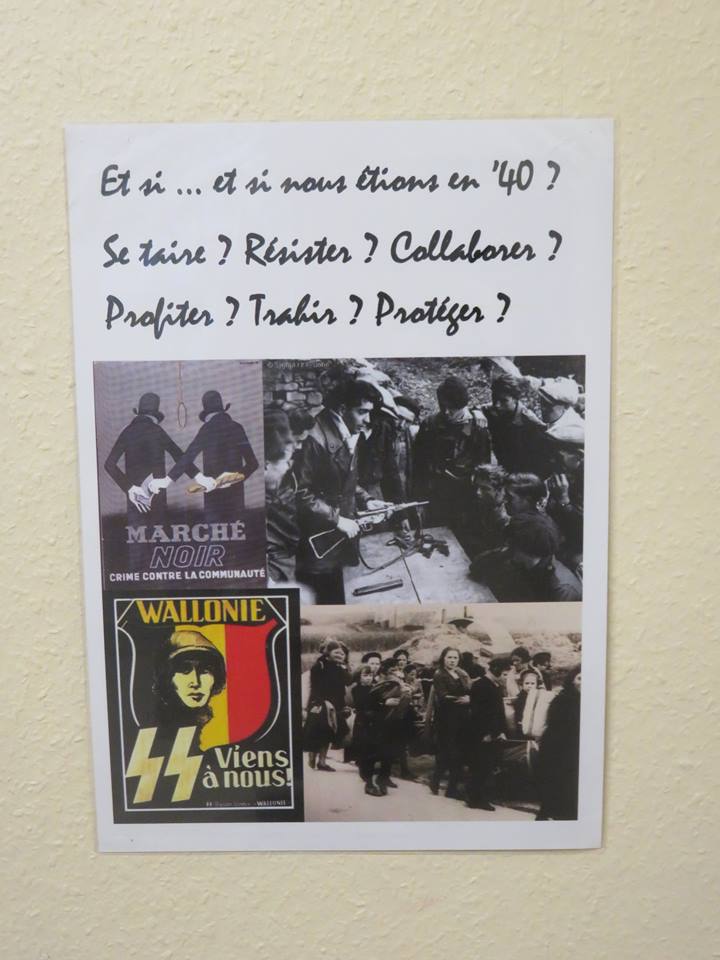 Et si ... et si nous étions en '40 ?
Se taire ? Résister ? Collaborer ?
Profiter ? Trahir ? Protéger ?
MARCHÉ
NOIR
CRIME CONTRE LA COMMUNAUTÉ
WALLONIE
Viens
à nous!
WALLONIE